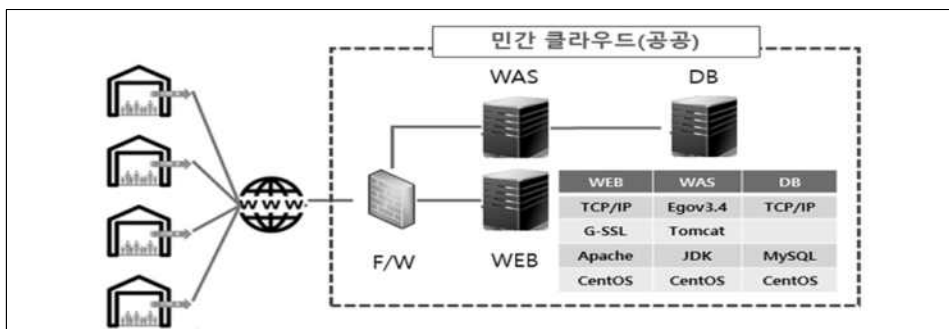 민간 클라우드(공공)
WAS
DB
WWW
F/W
WEB
WEB WAS DB
TCP/IP Egov3.4 TCP/IP
G-SSL Tomcat
Apache JDK MySQL
CentOS CentOS CentOS